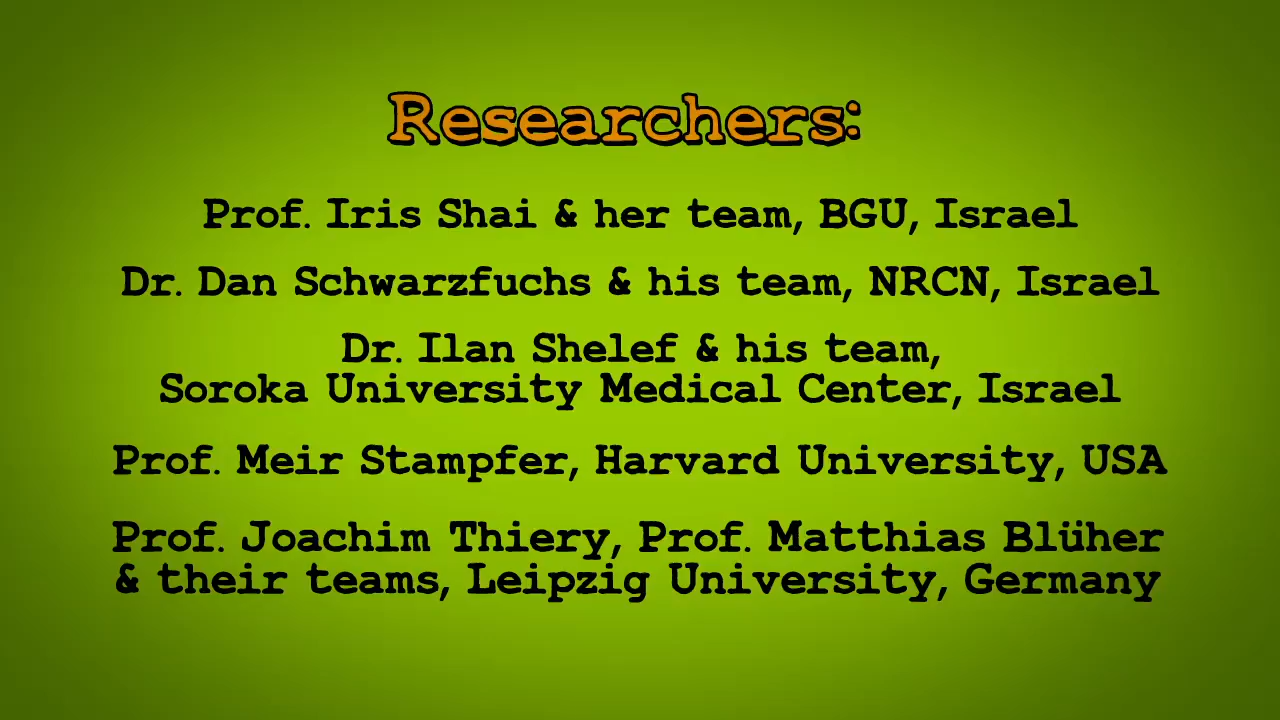 Researchers:
Prof. Iris Shai & her team, BGU, Israel
Dr. Dan Schwarzfuchs & his team, NRCN, Israel
Dr. Ilan Shelef & his team,
Soroka University Medical Center, Israel
Prof. Meir Stampfer, Harvard University, USA
Prof. Joachim Thiery, Prof. Matthias Blüher
& their teams, Leipzig University, Germany